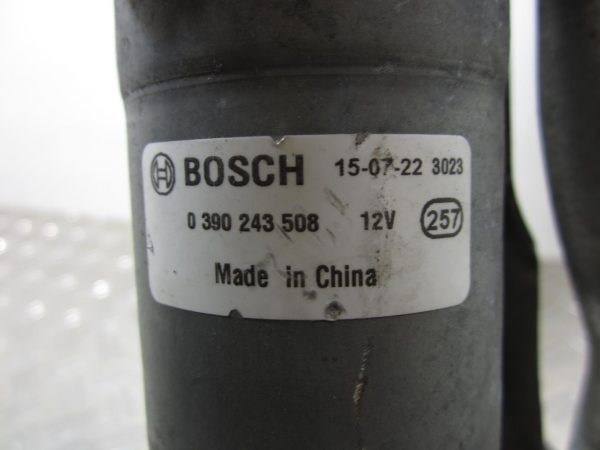 BOSCH 15-07-22 3023
0 390 243 508 12V 257
Made in China